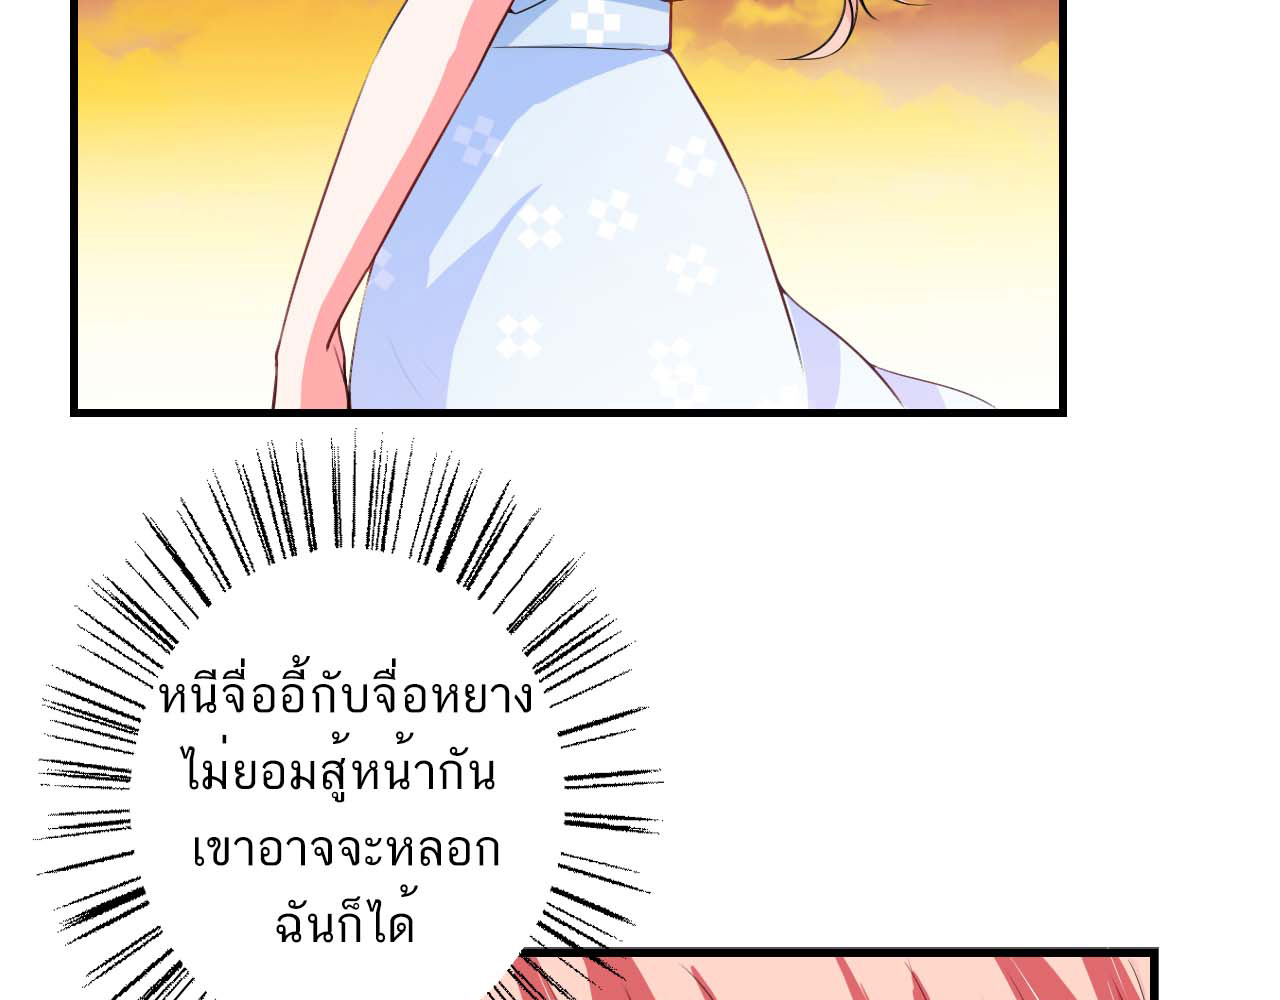 หนีจื่ออี้กับจื่อหยาง
ไม่ยอมสู้หน้ากัน
เขาอาจจะหลอก
ฉันก็ได้